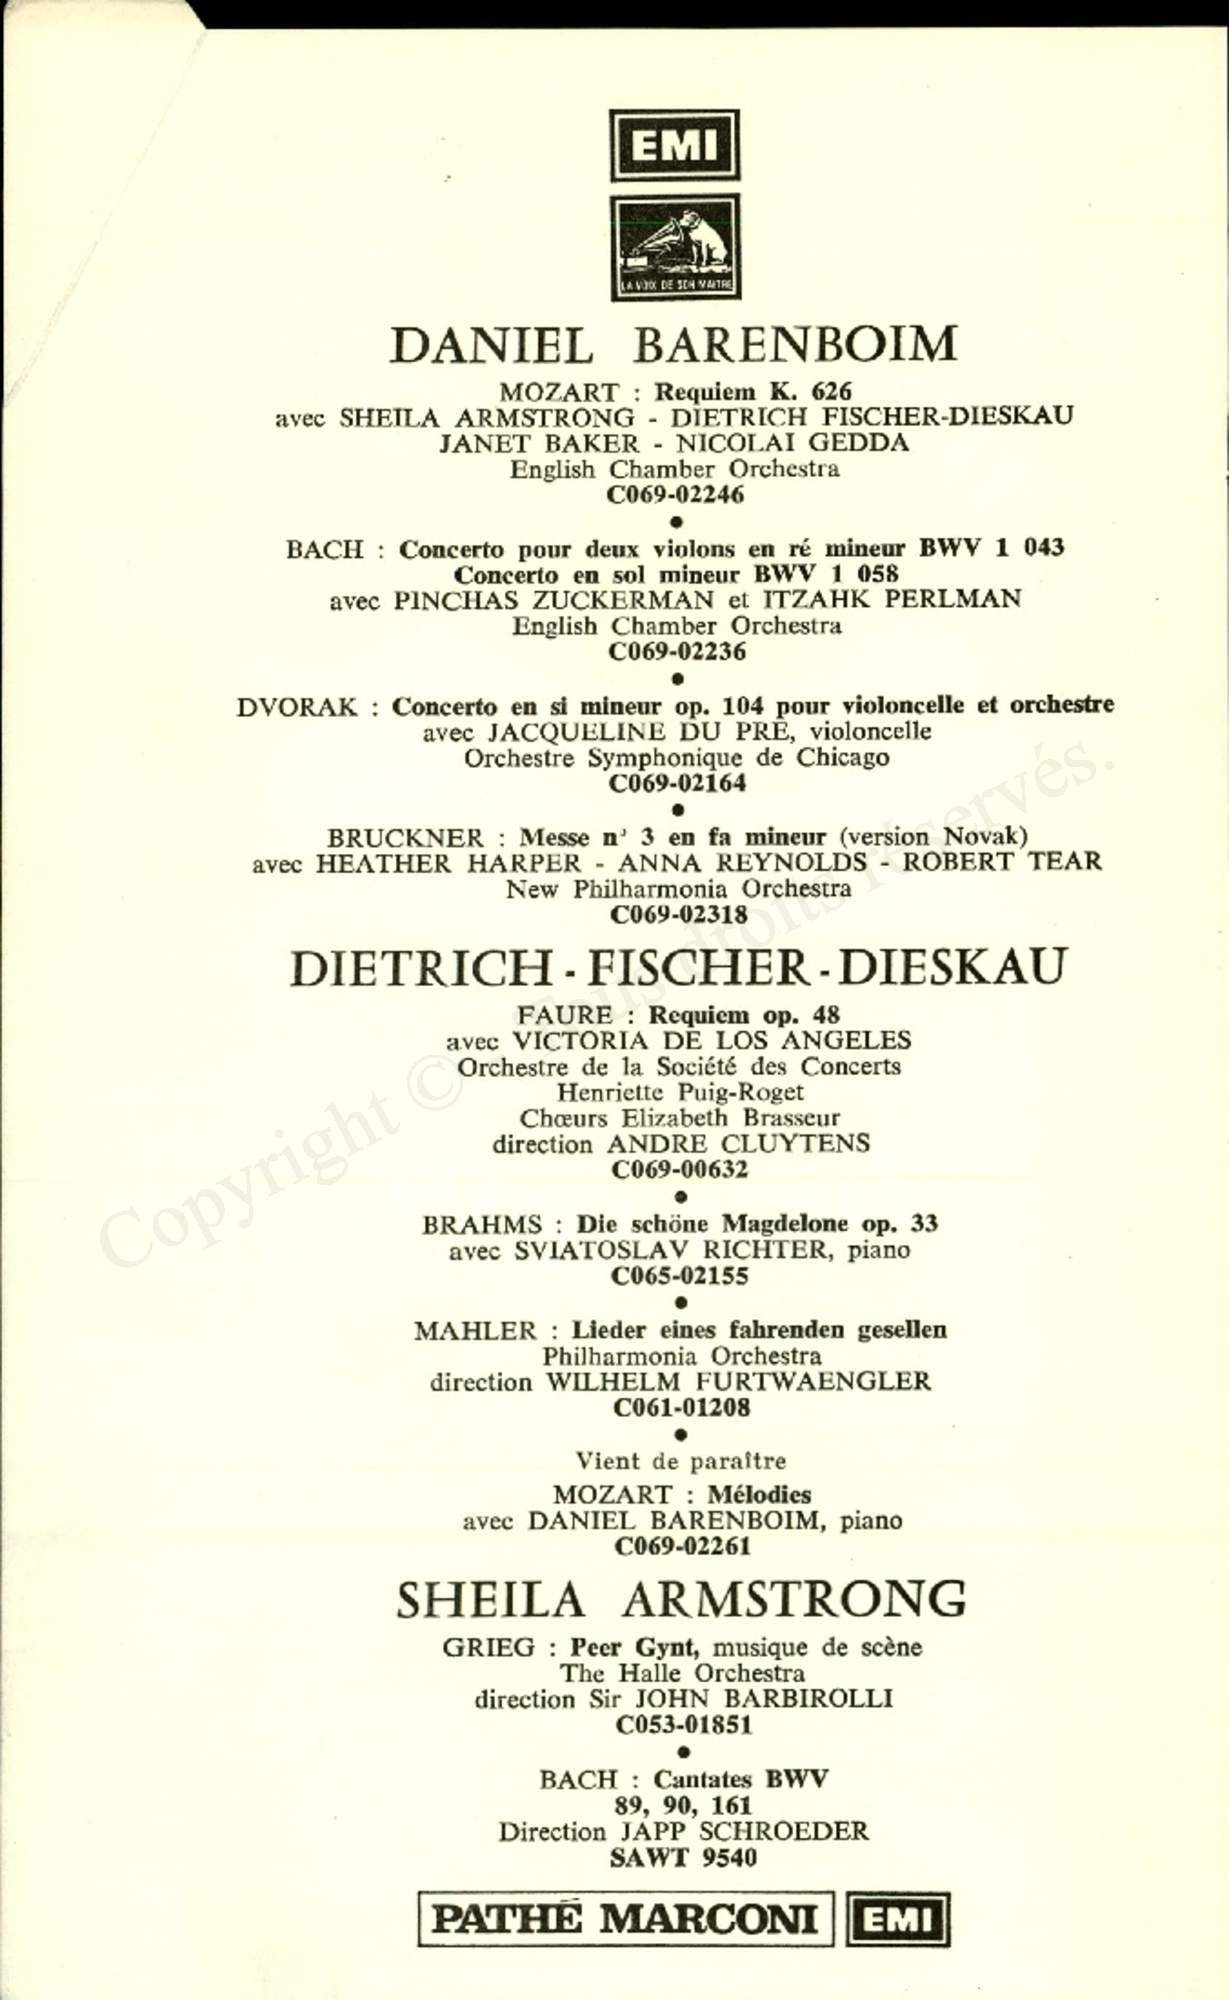 EMI
LA VOIX DE SON MAITRE
DANIEL BARENBOIM
MOZART : Requiem K. 626
avec SHEILA ARMSTRONG - DIETRICH FISCHER-DIESKAU
JANET BAKER - NICOLAI GEDDA
English Chamber Orchestra
C069-02246
•
BACH : Concerto pour deux violons en ré mineur BWV 1 043
Concerto en sol mineur BWV 1 058
avec PINCHAS ZUCKERMAN et ITZAHK PERLMAN
English Chamber Orchestra
C069-02236
•
DVORAK : Concerto en si mineur op. 104 pour violoncelle et orchestre
avec JACQUELINE DU PRÉ, violoncelle
Orchestre Symphonique de Chicago
C069-02164
•
BRUCKNER : Messe n' 3 en fa mineur (version Novak)
avec HEATHER HARPER - ANNA REYNOLDS - ROBERT TEAR
New Philharmonia Orchestra
C069-02318
DIETRICH - FISCHER - DIESKAU
FAURE : Requiem op. 48
avec VICTORIA DE LOS ANGELES
Orchestre de la Société des Concerts
Henriette Puig-Roget
Chœurs Elizabeth Brasseur
direction ANDRE CLUYTENS
C069-00632
•
BRAHMS : Die schöne Magdelone op. 33
avec SVIATOSLAV RICHTER, piano
C065-02155
•
MAHLER : Lieder eines fahrenden gesellen
Philharmonia Orchestra
direction WILHELM FURTWAENGLER
C061-01208
•
Vient de paraître
MOZART : Mélodies
avec DANIEL BARENBOIM, piano
C069-02261
SHEILA ARMSTRONG
GRIEG : Peer Gynt, musique de scène
The Halle Orchestra
direction Sir JOHN BARBIROLLI
C053-01851
•
BACH : Cantates BWV
89, 90, 161
Direction JAPP SCHROEDER
SAWT 9540
PATHÉ MARCONI EMI
Copyright © - Tous droits réservés.